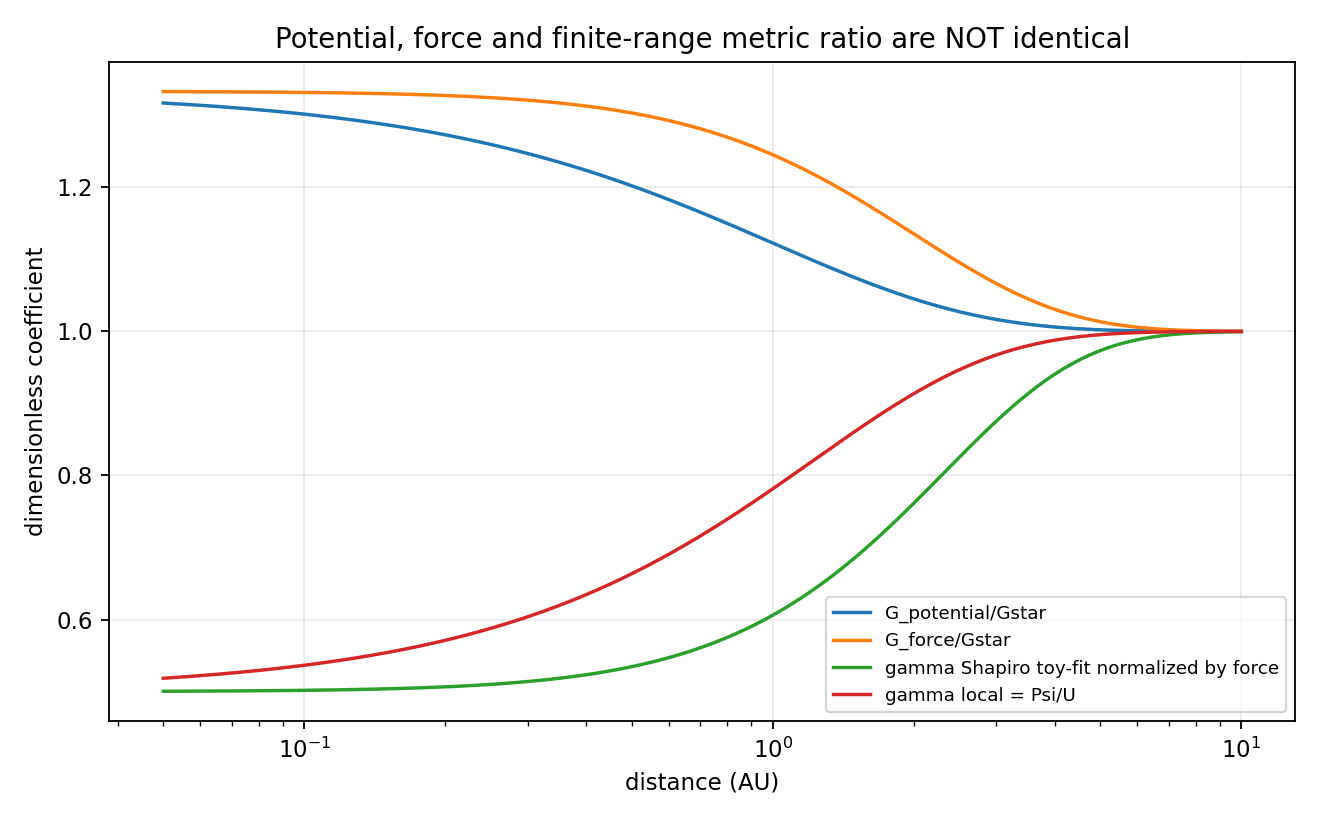 Potential, force and finite-range metric ratio are NOT identical
dimensionless coefficient
1.2
1.0
0.8
0.6
G_potential/Gstar
G_force/Gstar
gamma Shapiro toy-fit normalized by force
gamma local = Psi/U
10⁻¹
10⁰
10¹
distance (AU)